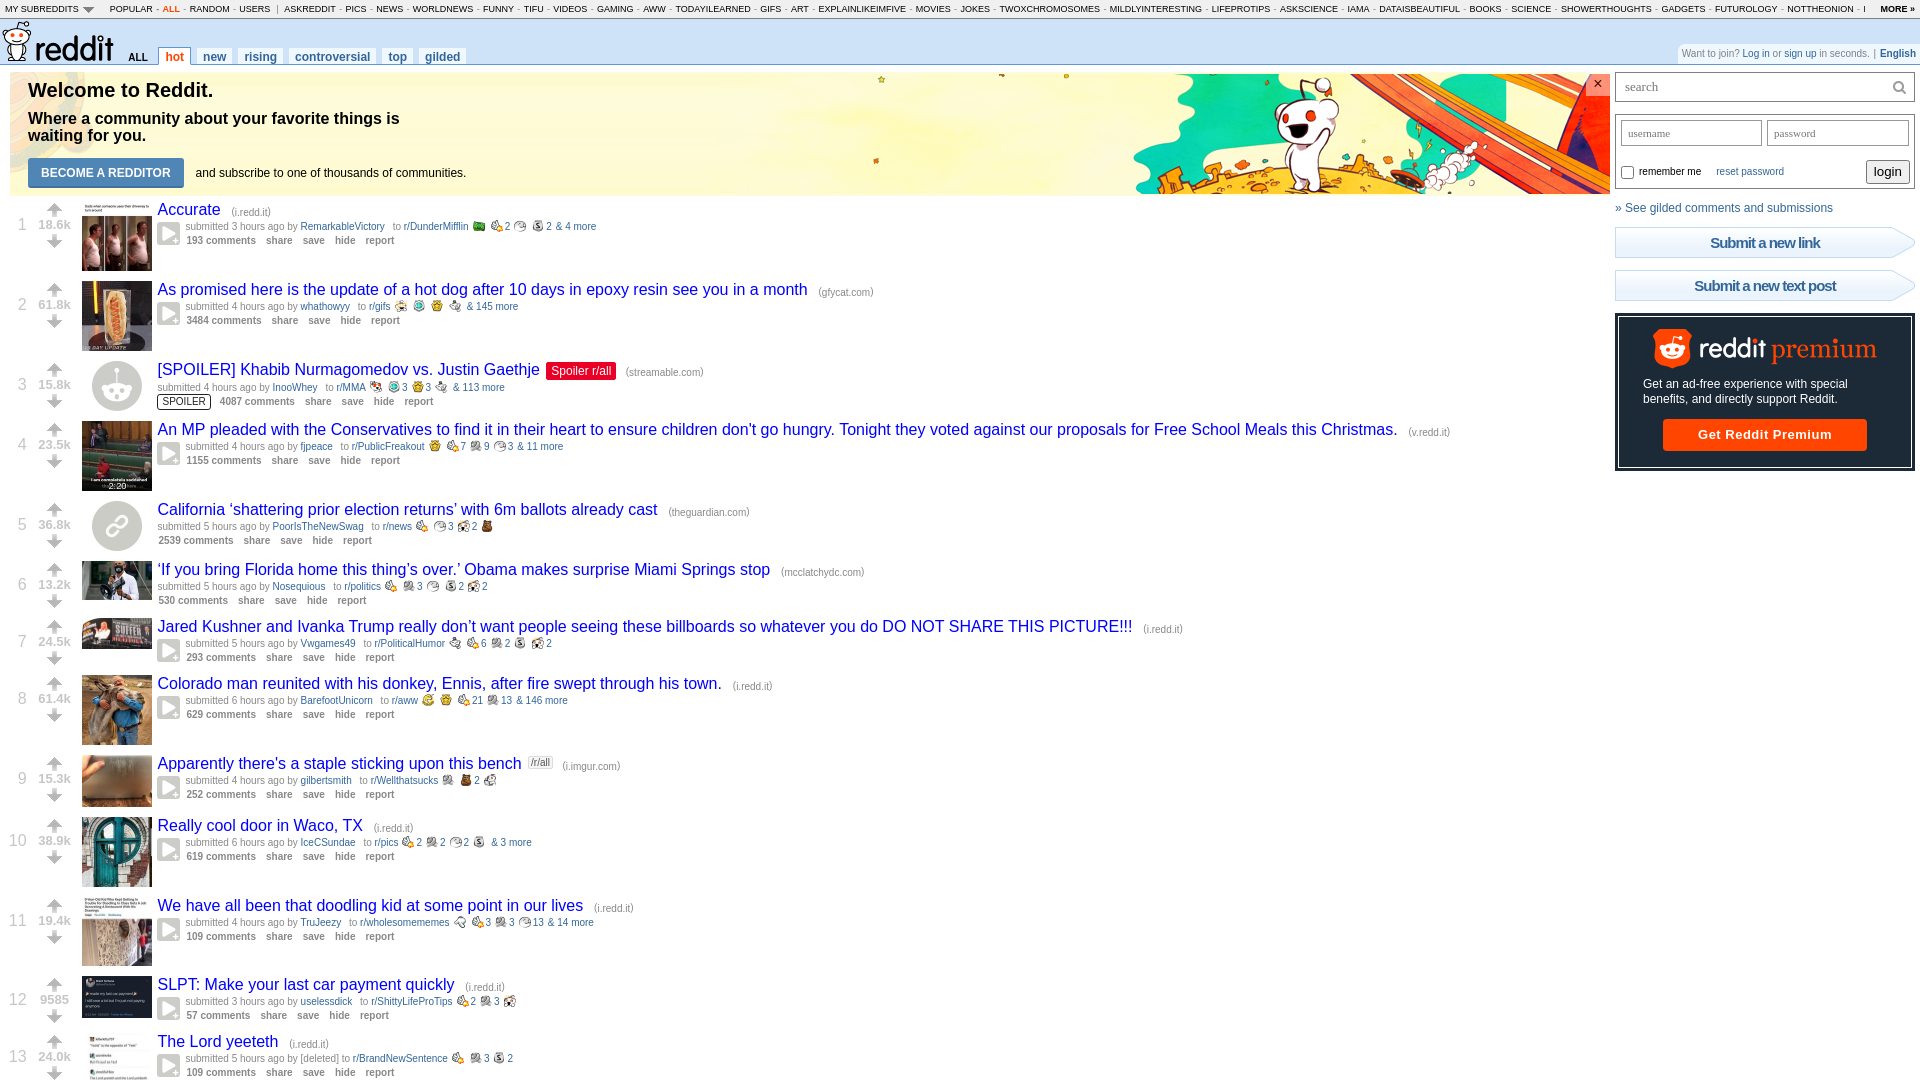 MY SUBREDDITS POPULAR - ALL - RANDOM - USERS | ASKREDDIT - PICS - NEWS - WORLDNEWS - FUNNY - TIFU - VIDEOS - GAMING - AWW - TODAYILEARNED - GIFS - ART - EXPLAINLIKEIMFIVE - MOVIES - JOKES - TWOXCHROMOSOMES - MILDLYINTERESTING - LIFEPROTIPS - ASKSCIENCE - IAMA - DATAISBEAUTIFUL - BOOKS - SCIENCE - SHOWERTHOUGHTS - GADGETS - FUTUROLOGY - NOTTHEONION - I MORE »
reddit ALL hot new rising controversial top gilded
Want to join? Log in or sign up in seconds. | English
Welcome to Reddit.
Where a community about your favorite things is
waiting for you.
BECOME A REDDITOR and subscribe to one of thousands of communities.
×
search
username password
remember me reset password login
» See gilded comments and submissions
Submit a new link
Submit a new text post
reddit premium
Get an ad-free experience with special
benefits, and directly support Reddit.
Get Reddit Premium
1 18.6k
Accurate (i.redd.it)
submitted 3 hours ago by RemarkableVictory to r/DunderMifflin 2 2 & 4 more
193 comments share save hide report
2 61.8k
As promised here is the update of a hot dog after 10 days in epoxy resin see you in a month (gfycat.com)
submitted 4 hours ago by whathowyy to r/gifs & 145 more
3484 comments share save hide report
3 15.8k
[SPOILER] Khabib Nurmagomedov vs. Justin Gaethje Spoiler r/all (streamable.com)
submitted 4 hours ago by InooWhey to r/MMA 3 3 & 113 more
SPOILER 4087 comments share save hide report
4 23.5k
An MP pleaded with the Conservatives to find it in their heart to ensure children don't go hungry. Tonight they voted against our proposals for Free School Meals this Christmas. (v.redd.it)
submitted 4 hours ago by fjpeace to r/PublicFreakout 7 9 3 & 11 more
1155 comments share save hide report
2:20
5 36.8k
California ‘shattering prior election returns’ with 6m ballots already cast (theguardian.com)
submitted 5 hours ago by PoorIsTheNewSwag to r/news 3 2
2539 comments share save hide report
6 13.2k
‘If you bring Florida home this thing’s over.’ Obama makes surprise Miami Springs stop (mcclatchydc.com)
submitted 5 hours ago by Nosequious to r/politics 3 2 2
530 comments share save hide report
7 24.5k
Jared Kushner and Ivanka Trump really don’t want people seeing these billboards so whatever you do DO NOT SHARE THIS PICTURE!!! (i.redd.it)
submitted 5 hours ago by Vwgames49 to r/PoliticalHumor 6 2 2
293 comments share save hide report
8 61.4k
Colorado man reunited with his donkey, Ennis, after fire swept through his town. (i.redd.it)
submitted 6 hours ago by BarefootUnicorn to r/aww 21 13 & 146 more
629 comments share save hide report
9 15.3k
Apparently there's a staple sticking upon this bench /r/all (i.imgur.com)
submitted 4 hours ago by gilbertsmith to r/Wellthatsucks 2
252 comments share save hide report
10 38.9k
Really cool door in Waco, TX (i.redd.it)
submitted 6 hours ago by IceCSundae to r/pics 2 2 2 & 3 more
619 comments share save hide report
11 19.4k
We have all been that doodling kid at some point in our lives (i.redd.it)
submitted 4 hours ago by TruJeezy to r/wholesomememes 3 3 13 & 14 more
109 comments share save hide report
12 9585
SLPT: Make your last car payment quickly (i.redd.it)
submitted 3 hours ago by uselessdick to r/ShittyLifeProTips 2 3
57 comments share save hide report
13 24.0k
The Lord yeeteth (i.redd.it)
submitted 5 hours ago by [deleted] to r/BrandNewSentence 3 2
109 comments share save hide report